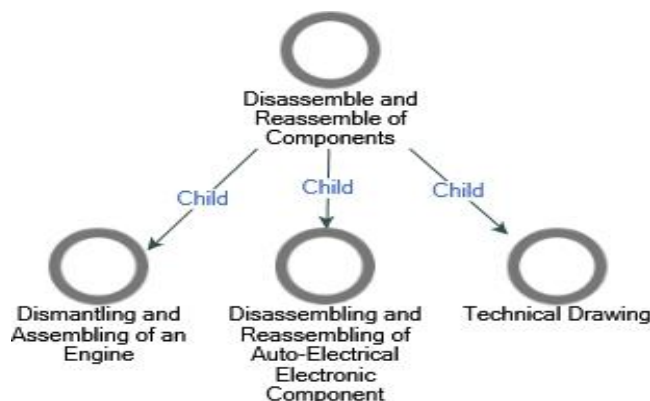 Disassemble and
Reassemble of
Components
Child
Child
Child
Dismantling and
Assembling of an
Engine
Disassembling and
Reassembling of
Auto-Electrical
Electronic
Component
Technical Drawing